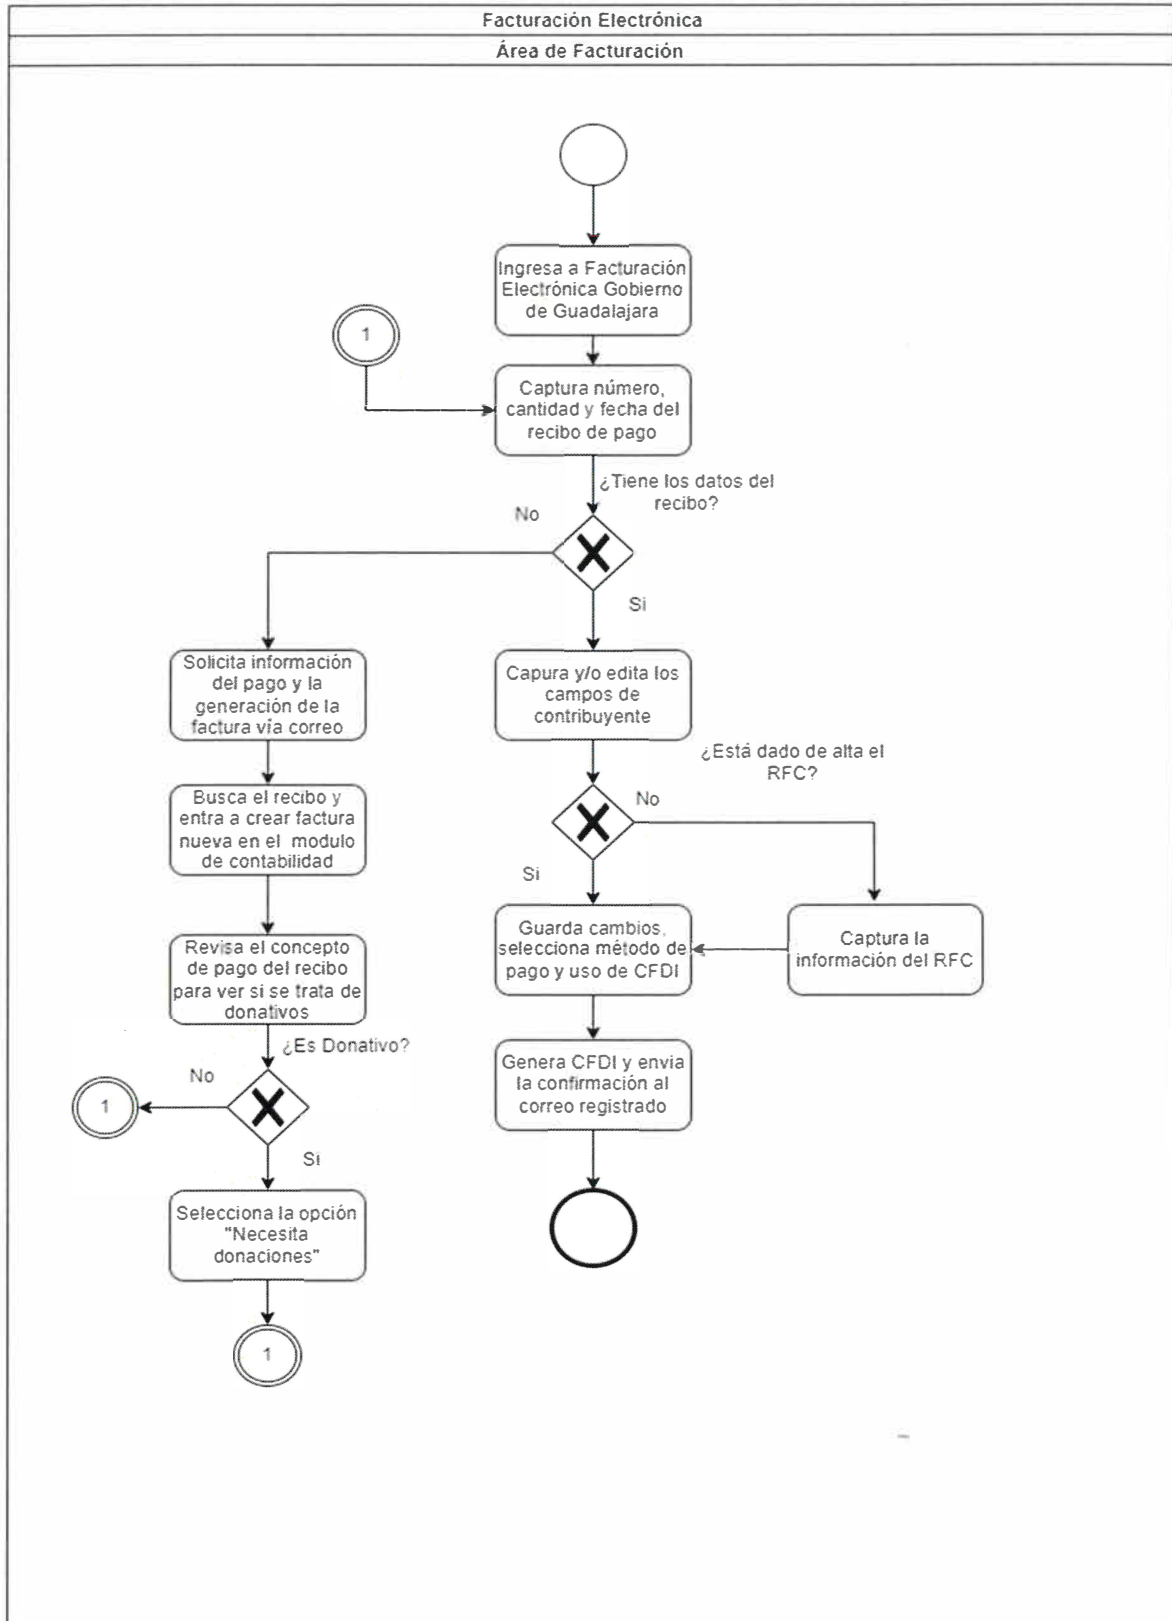 Facturación Electrónica
Área de Facturación
Ingresa a Facturación
Electrónica Gobierno
de Guadalajara
1
Captura número,
cantidad y fecha del
recibo de pago
¿Tiene los datos del
recibo?
No
Si
Solicita información
del pago y la
generación de la
factura vía correo
Capura y/o edita los
campos de
contribuyente
¿Está dado de alta el
RFC?
Busca el recibo y
entra a crear factura
nueva en el modulo
de contabilidad
No
Si
Guarda cambios,
selecciona método de
pago y uso de CFDI
Captura la
información del RFC
Revisa el concepto
de pago del recibo
para ver si se trata de
donativos
¿Es Donativo?
No
1
Si
Genera CFDI y envia
la confirmación al
correo registrado
Selecciona la opción
"Necesita
donaciones"
1